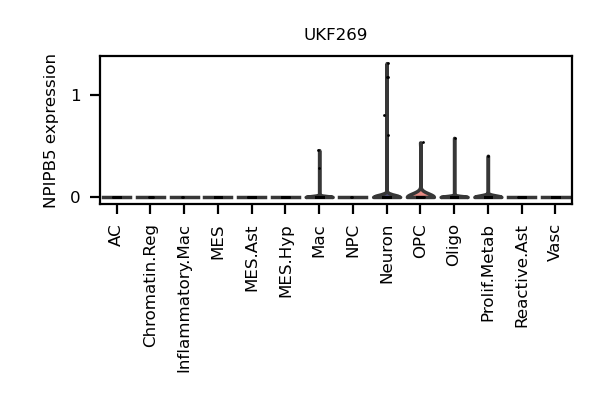 UKF269
NPIPB5 expression
1
0
AC
Chromatin.Reg
Inflammatory.Mac
MES
MES.Ast
MES.Hyp
Mac
NPC
Neuron
OPC
Oligo
Prolif.Metab
Reactive.Ast
Vasc